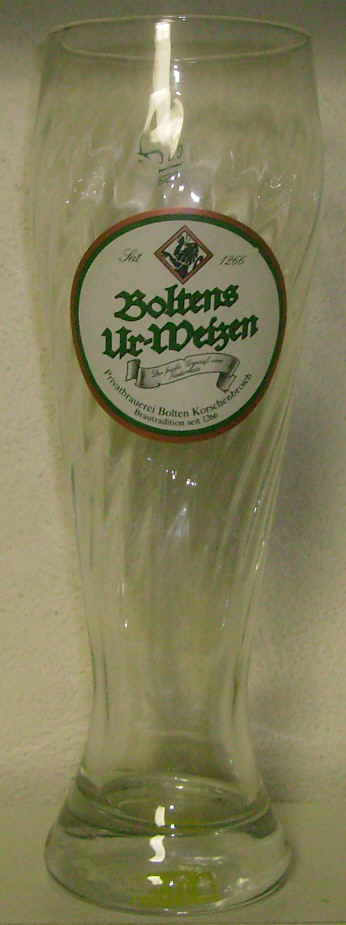 Seit 1266
Boltens
Ur-Weizen
Privatbrauerei Bolten Korschenbroich
Brautradition seit 1266